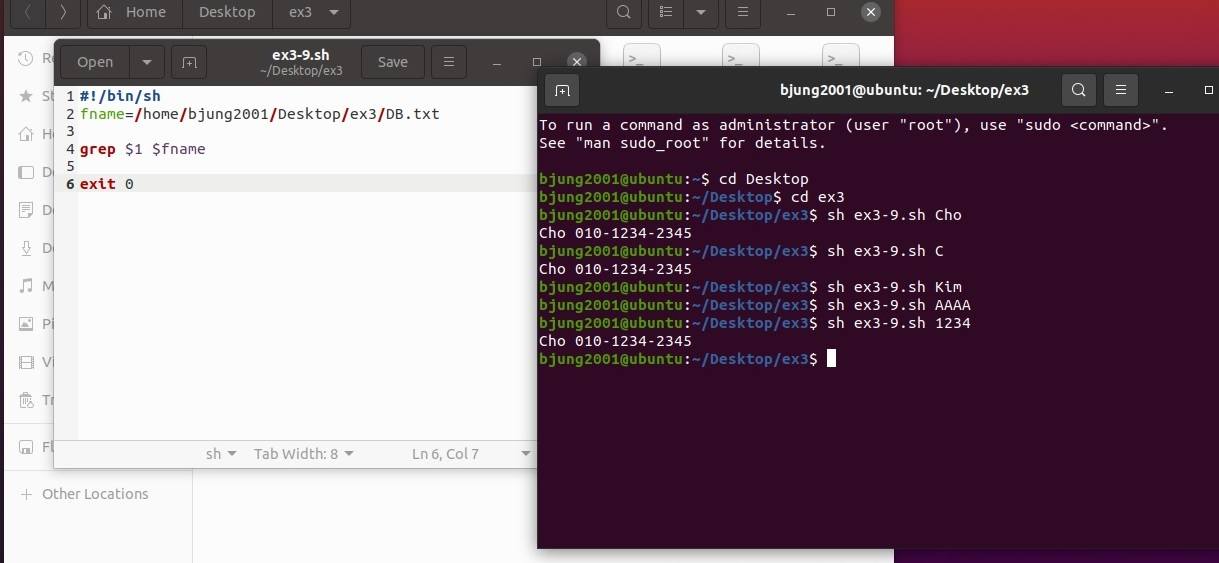 Home Desktop ex3
Open ex3-9.sh Save
~/Desktop/ex3
1 #!/bin/sh
2 fname=/home/bjung2001/Desktop/ex3/DB.txt
3
4 grep $1 $fname
5
6 exit 0
sh Tab Width: 8 Ln 6, Col 7
Other Locations
>_ >_ >_
bjung2001@ubuntu: ~/Desktop/ex3
To run a command as administrator (user "root"), use "sudo <command>".
See "man sudo_root" for details.
bjung2001@ubuntu:~$ cd Desktop
bjung2001@ubuntu:~/Desktop$ cd ex3
bjung2001@ubuntu:~/Desktop/ex3$ sh ex3-9.sh Cho
Cho 010-1234-2345
bjung2001@ubuntu:~/Desktop/ex3$ sh ex3-9.sh C
Cho 010-1234-2345
bjung2001@ubuntu:~/Desktop/ex3$ sh ex3-9.sh Kim
bjung2001@ubuntu:~/Desktop/ex3$ sh ex3-9.sh AAAA
bjung2001@ubuntu:~/Desktop/ex3$ sh ex3-9.sh 1234
Cho 010-1234-2345
bjung2001@ubuntu:~/Desktop/ex3$